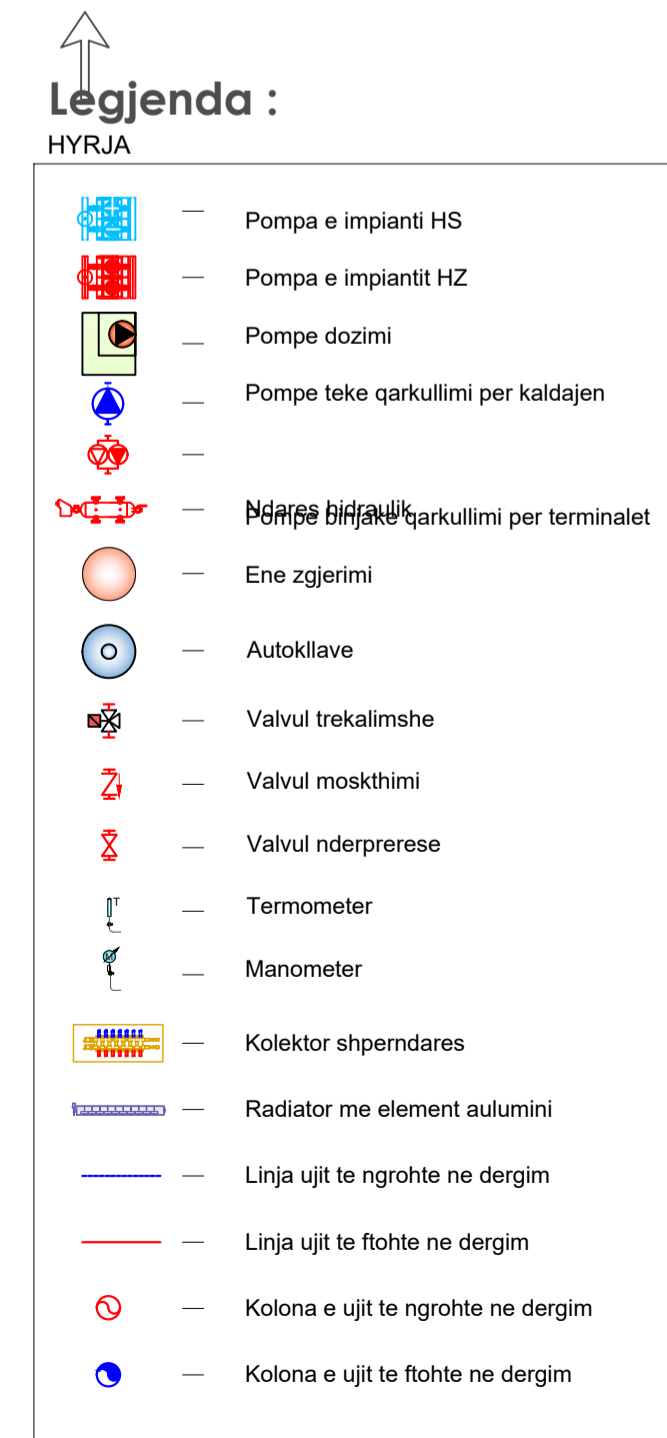 Legjenda :
HYRJA
Pompa e impianti HS
Pompa e impiantit HZ
Pompe dozimi
Pompe teke qarkullimi per kaldajen
Ndares hidraulik
Pompe binjake qarkullimi per terminalet
Ene zgjerimi
Autokllave
Valvul trekalimshe
Valvul moskthimi
Valvul nderprerese
T
Termometer
M
Manometer
Kolektor shperndares
Radiator me element aulumini
Linja ujit te ngrohte ne dergim
Linja ujit te ftohte ne dergim
Kolona e ujit te ngrohte ne dergim
Kolona e ujit te ftohte ne dergim